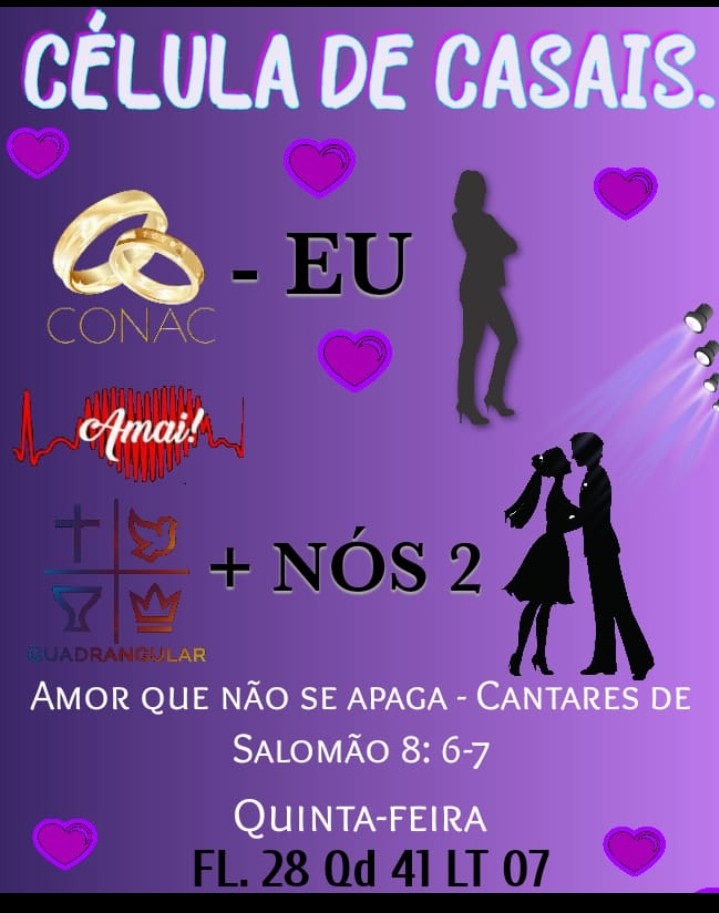 CÉLULA DE CASAIS.
- EU
CONAC
Amai!
+ NÓS 2
QUADRANGULAR
AMOR QUE NÃO SE APAGA - CANTARES DE
SALOMÃO 8: 6-7
QUINTA-FEIRA
FL. 28 Qd 41 LT 07